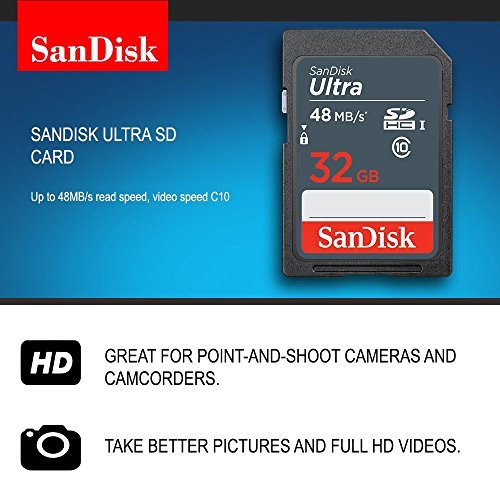 SanDisk
SanDisk
Ultra
48 MB/s*
SD
HC I
10
32 GB
SanDisk
SANDISK ULTRA SD
CARD
Up to 48MB/s read speed, video speed C10
HD
GREAT FOR POINT-AND-SHOOT CAMERAS AND
CAMCORDERS.
TAKE BETTER PICTURES AND FULL HD VIDEOS.